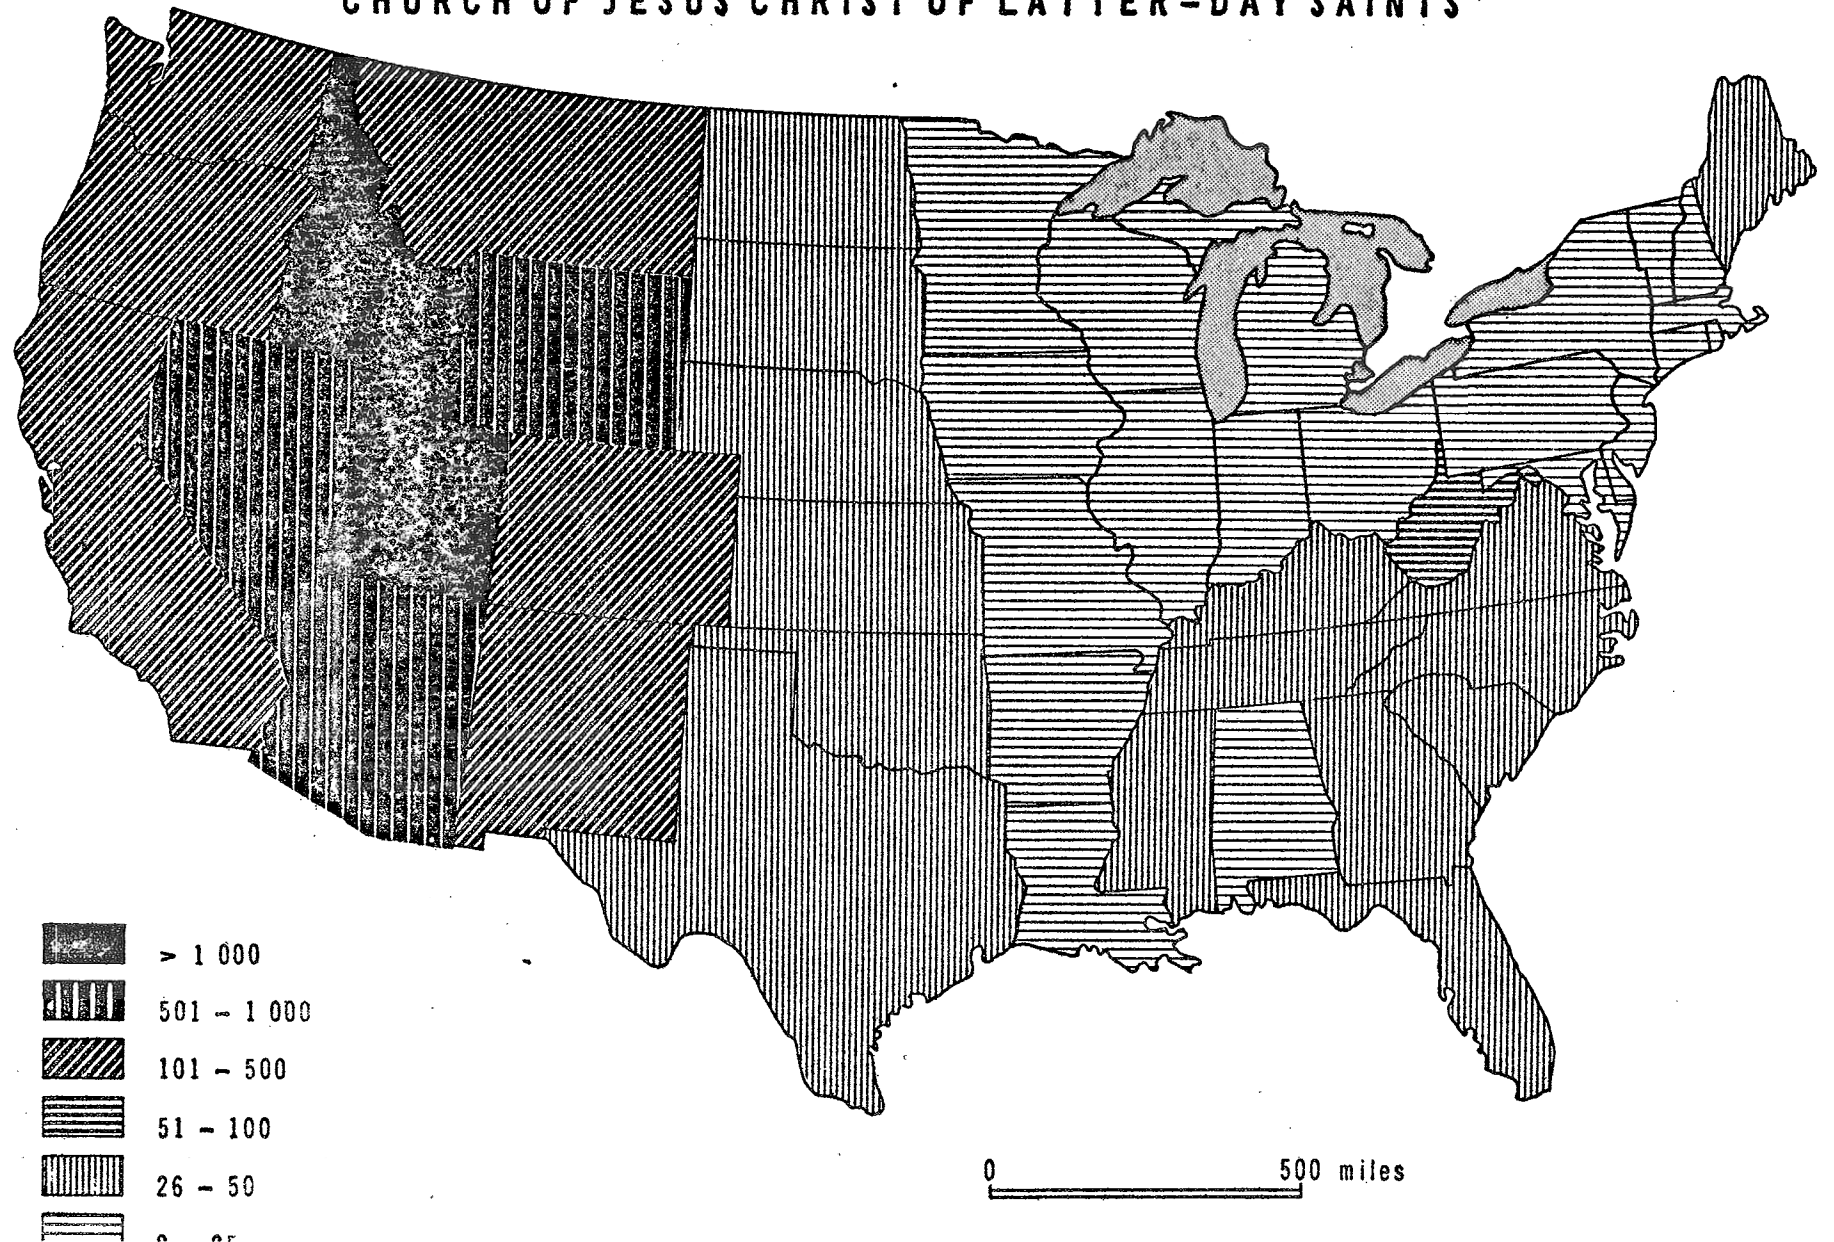 CHURCH OF JESUS CHRIST OF LATTER-DAY SAINTS
> 1 000
501 - 1 000
101 - 500
51 - 100
26 - 50
0 500 miles